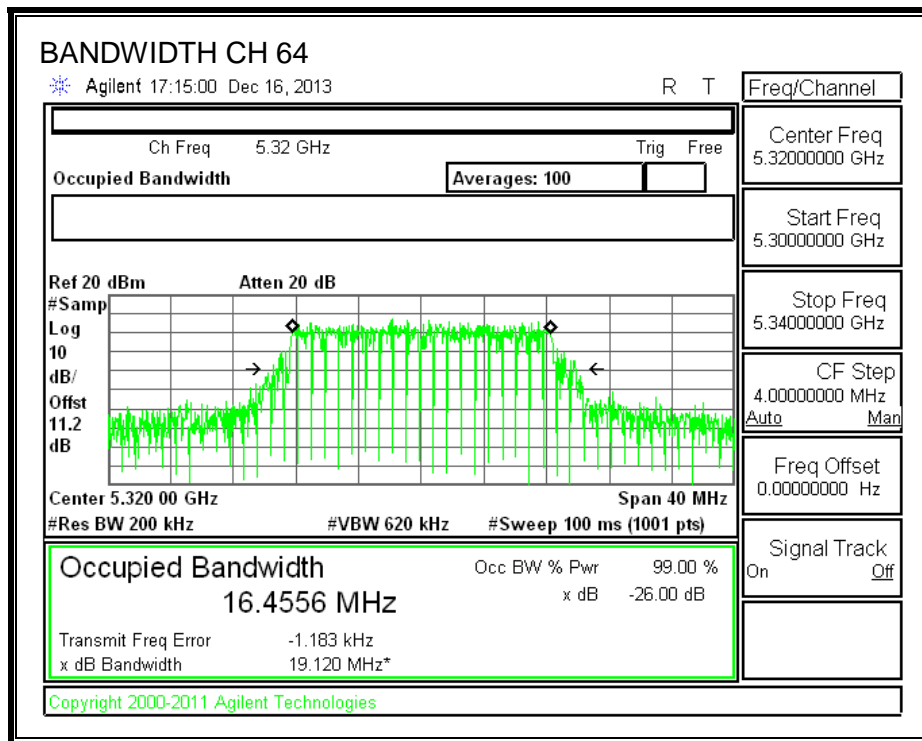 BANDWIDTH CH 64
Agilent 17:15:00 Dec 16, 2013 R T
Freq/Channel
Ch Freq 5.32 GHz Trig Free
Occupied Bandwidth Averages: 100
Center Freq
5.32000000 GHz
Start Freq
5.30000000 GHz
Stop Freq
5.34000000 GHz
CF Step
4.00000000 MHz
Auto Man
Freq Offset
0.00000000 Hz
Signal Track
On Off
Ref 20 dBm Atten 20 dB
#Samp
Log
10
dB/
Offst
11.2
dB
Center 5.320 00 GHz Span 40 MHz
#Res BW 200 kHz #VBW 620 kHz #Sweep 100 ms (1001 pts)
Occupied Bandwidth Occ BW % Pwr 99.00 %
16.4556 MHz x dB -26.00 dB
Transmit Freq Error -1.183 kHz
x dB Bandwidth 19.120 MHz*
Copyright 2000-2011 Agilent Technologies